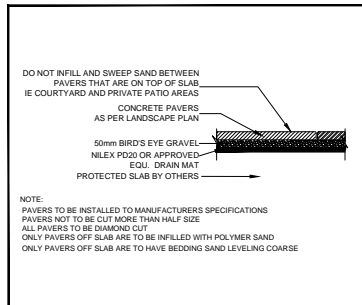 DO NOT INFILL AND SWEEP SAND BETWEEN
PAVERS THAT ARE ON TOP OF SLAB
IE COURTYARD AND PRIVATE PATIO AREAS
CONCRETE PAVERS
AS PER LANDSCAPE PLAN
50mm BIRD'S EYE GRAVEL
NILEX PD20 OR APPROVED
EQU. DRAIN MAT
PROTECTED SLAB BY OTHERS
NOTE:
PAVERS TO BE INSTALLED TO MANUFACTURERS SPECIFICATIONS
PAVERS NOT TO BE CUT MORE THAN HALF SIZE
ALL PAVERS TO BE DIAMOND CUT
ONLY PAVERS OFF SLAB ARE TO BE INFILLED WITH POLYMER SAND
ONLY PAVERS OFF SLAB ARE TO HAVE BEDDING SAND LEVELING COARSE